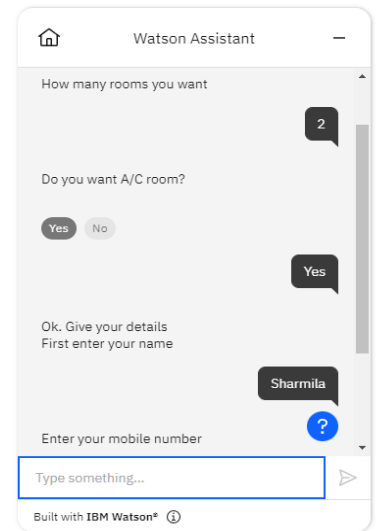 Watson Assistant
How many rooms you want
2
Do you want A/C room?
Yes No
Yes
Ok. Give your details
First enter your name
Sharmila
?
Enter your mobile number
Type something...
Built with IBM Watson®